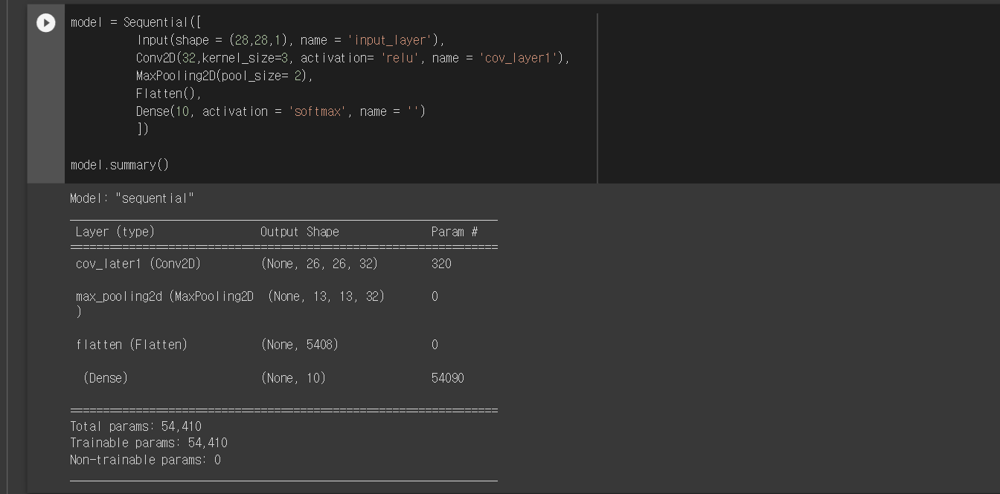 model = Sequential([
Input(shape = (28,28,1), name = 'input_layer'),
Conv2D(32,kernel_size=3, activation= 'relu', name = 'cov_layer1'),
MaxPooling2D(pool_size= 2),
Flatten(),
Dense(10, activation = 'softmax', name = '')
])
model.summary()
Model: "sequential"
Layer (type) Output Shape Param #
cov_later1 (Conv2D) (None, 26, 26, 32) 320
max_pooling2d (MaxPooling2D (None, 13, 13, 32) 0
)
flatten (Flatten) (None, 5408) 0
(Dense) (None, 10) 54090
Total params: 54,410
Trainable params: 54,410
Non-trainable params: 0